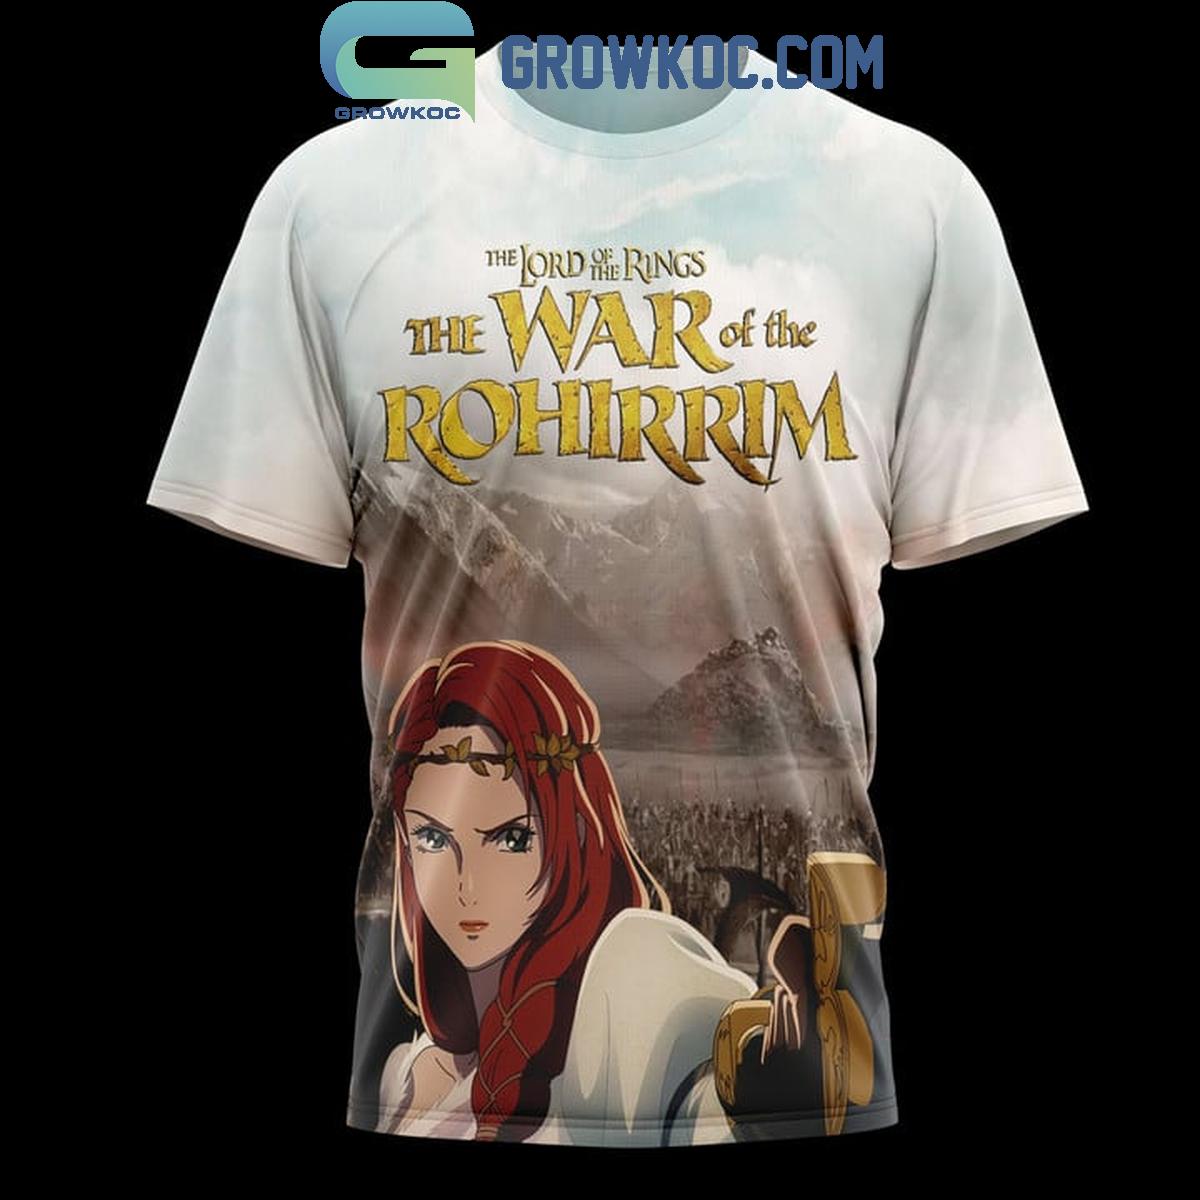 GROWKOC.COM
GROWKOC
THE LORD OF THE RINGS
THE WAR of the
ROHIRRIM